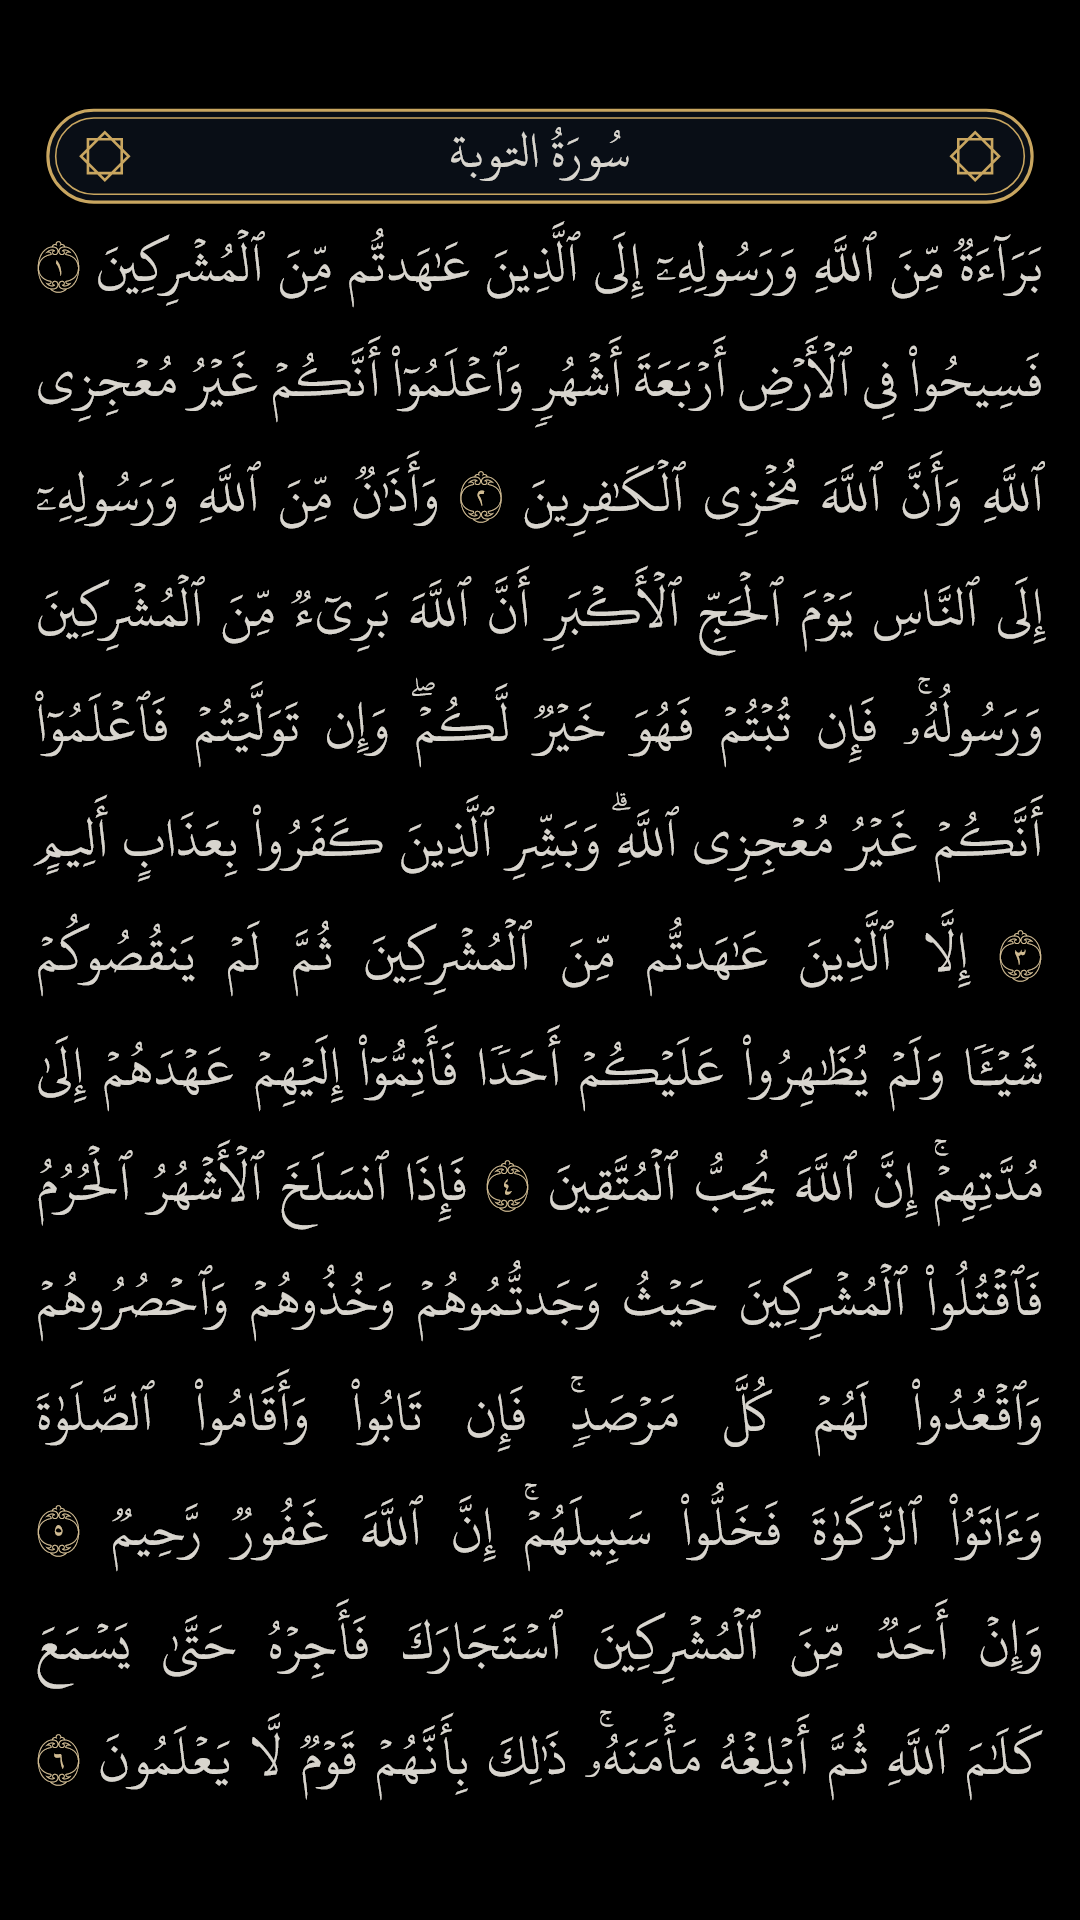 سُورَةُ التوبة
بَرَآءَةٌ مِّنَ ٱللَّهِ وَرَسُولِهِۦٓ إِلَى ٱلَّذِينَ عَـٰهَدتُّم مِّنَ ٱلْمُشْرِكِينَ ١
فَسِيحُوا۟ فِى ٱلْأَرْضِ أَرْبَعَةَ أَشْهُرٍ وَٱعْلَمُوٓا۟ أَنَّكُمْ غَيْرُ مُعْجِزِى
ٱللَّهِ وَأَنَّ ٱللَّهَ مُخْزِى ٱلْكَـٰفِرِينَ ٢ وَأَذَٰنٌ مِّنَ ٱللَّهِ وَرَسُولِهِۦٓ
إِلَى ٱلنَّاسِ يَوْمَ ٱلْحَجِّ ٱلْأَكْبَرِ أَنَّ ٱللَّهَ بَرِىٓءٌ مِّنَ ٱلْمُشْرِكِينَ
وَرَسُولُهُۥ ۚ فَإِن تُبْتُمْ فَهُوَ خَيْرٌ لَّكُمْ ۖ وَإِن تَوَلَّيْتُمْ فَٱعْلَمُوٓا۟
أَنَّكُمْ غَيْرُ مُعْجِزِى ٱللَّهِ ۗ وَبَشِّرِ ٱلَّذِينَ كَفَرُوا۟ بِعَذَابٍ أَلِيمٍ
٣ إِلَّا ٱلَّذِينَ عَـٰهَدتُّم مِّنَ ٱلْمُشْرِكِينَ ثُمَّ لَمْ يَنقُصُوكُمْ
شَيْـًٔا وَلَمْ يُظَـٰهِرُوا۟ عَلَيْكُمْ أَحَدًا فَأَتِمُّوٓا۟ إِلَيْهِمْ عَهْدَهُمْ إِلَىٰ
مُدَّتِهِمْ ۚ إِنَّ ٱللَّهَ يُحِبُّ ٱلْمُتَّقِينَ ٤ فَإِذَا ٱنسَلَخَ ٱلْأَشْهُرُ ٱلْحُرُمُ
فَٱقْتُلُوا۟ ٱلْمُشْرِكِينَ حَيْثُ وَجَدتُّمُوهُمْ وَخُذُوهُمْ وَٱحْصُرُوهُمْ
وَٱقْعُدُوا۟ لَهُمْ كُلَّ مَرْصَدٍ ۚ فَإِن تَابُوا۟ وَأَقَامُوا۟ ٱلصَّلَوٰةَ
وَءَاتَوُا۟ ٱلزَّكَوٰةَ فَخَلُّوا۟ سَبِيلَهُمْ ۚ إِنَّ ٱللَّهَ غَفُورٌ رَّحِيمٌ ٥
وَإِنْ أَحَدٌ مِّنَ ٱلْمُشْرِكِينَ ٱسْتَجَارَكَ فَأَجِرْهُ حَتَّىٰ يَسْمَعَ
كَلَـٰمَ ٱللَّهِ ثُمَّ أَبْلِغْهُ مَأْمَنَهُۥ ۚ ذَٰلِكَ بِأَنَّهُمْ قَوْمٌ لَّا يَعْلَمُونَ ٦